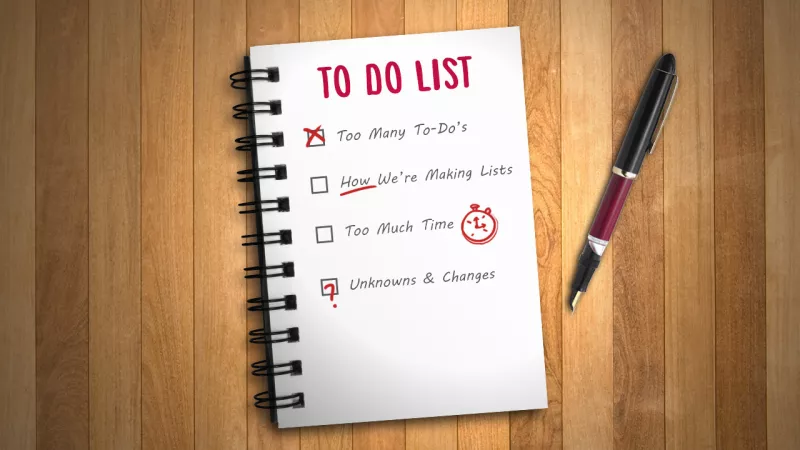 TO DO LIST
Too Many To-Do's
How We're Making Lists
Too Much Time
? Unknowns & Changes